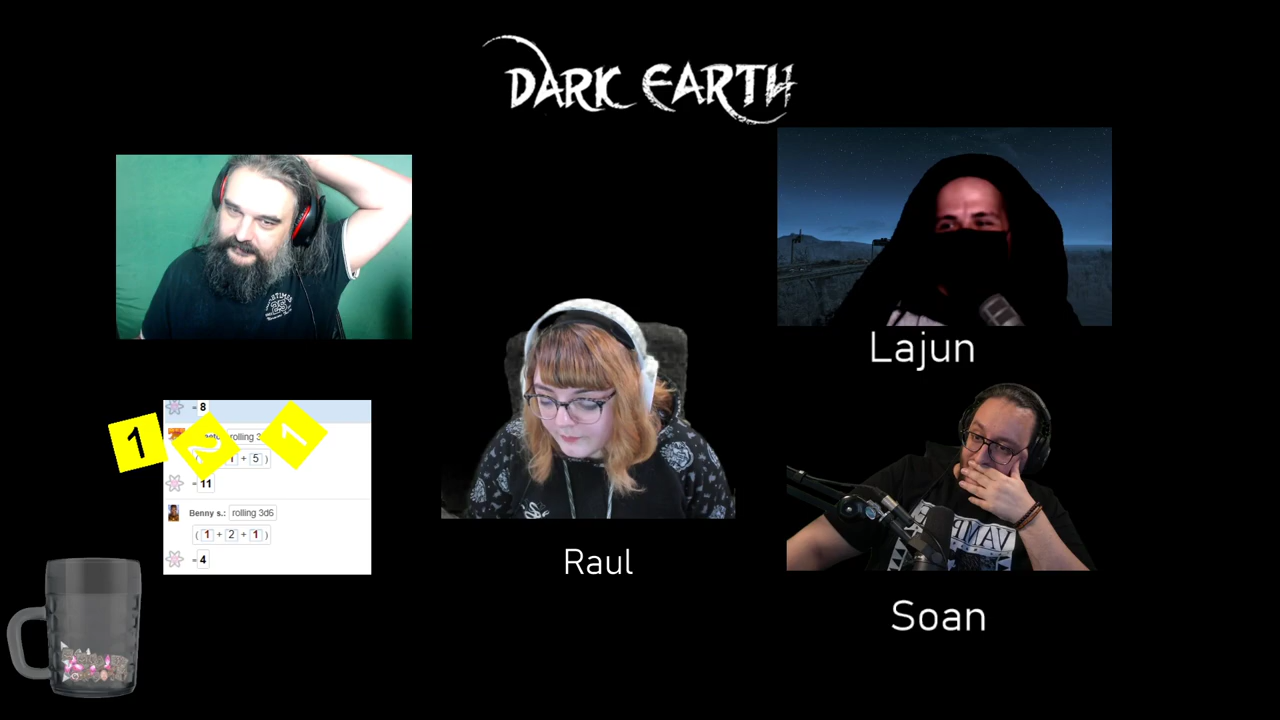 DARK EARTH
Lajun
1
2
1
= 8
rolling 3
+ 5 )
= 11
Benny s.: rolling 3d6
( 1 + 2 + 1 )
= 4
Raul
Soan